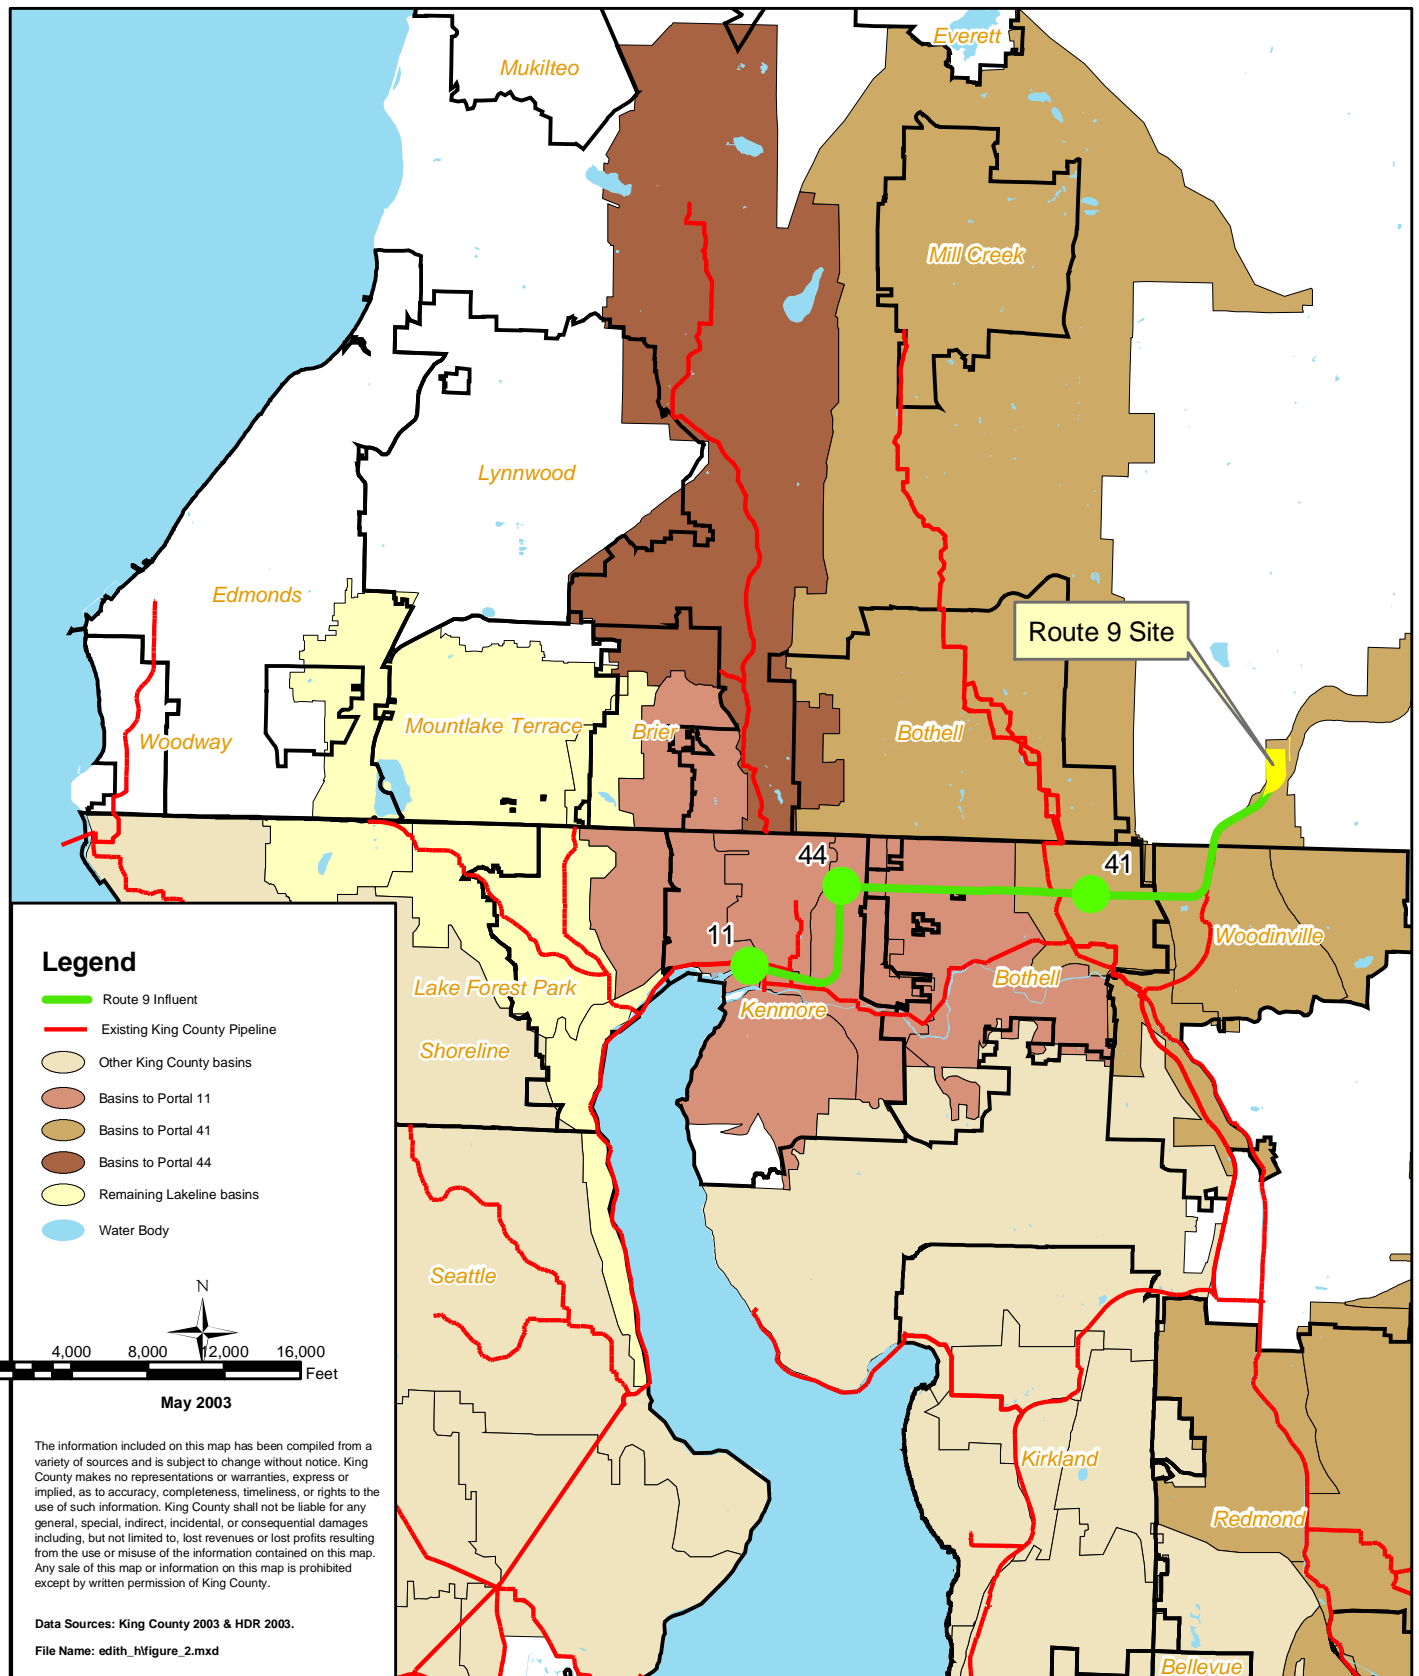 Everett
Mukilteo
Mill Creek
Lynnwood
Edmonds
Route 9 Site
Mountlake Terrace
Brier
Bothell
Woodway
44
41
11
Woodinville
Lake Forest Park
Bothell
Kenmore
Shoreline
Seattle
Kirkland
Redmond
Bellevue
Legend
Route 9 Influent
Existing King County Pipeline
Other King County basins
Basins to Portal 11
Basins to Portal 41
Basins to Portal 44
Remaining Lakeline basins
Water Body
N
4,000 8,000 12,000 16,000
Feet
May 2003
The information included on this map has been compiled from a
variety of sources and is subject to change without notice. King
County makes no representations or warranties, express or
implied, as to accuracy, completeness, timeliness, or rights to the
use of such information. King County shall not be liable for any
general, special, indirect, incidental, or consequential damages
including, but not limited to, lost revenues or lost profits resulting
from the use or misuse of the information contained on this map.
Any sale of this map or information on this map is prohibited
except by written permission of King County.
Data Sources: King County 2003 & HDR 2003.
File Name: edith_h\figure_2.mxd